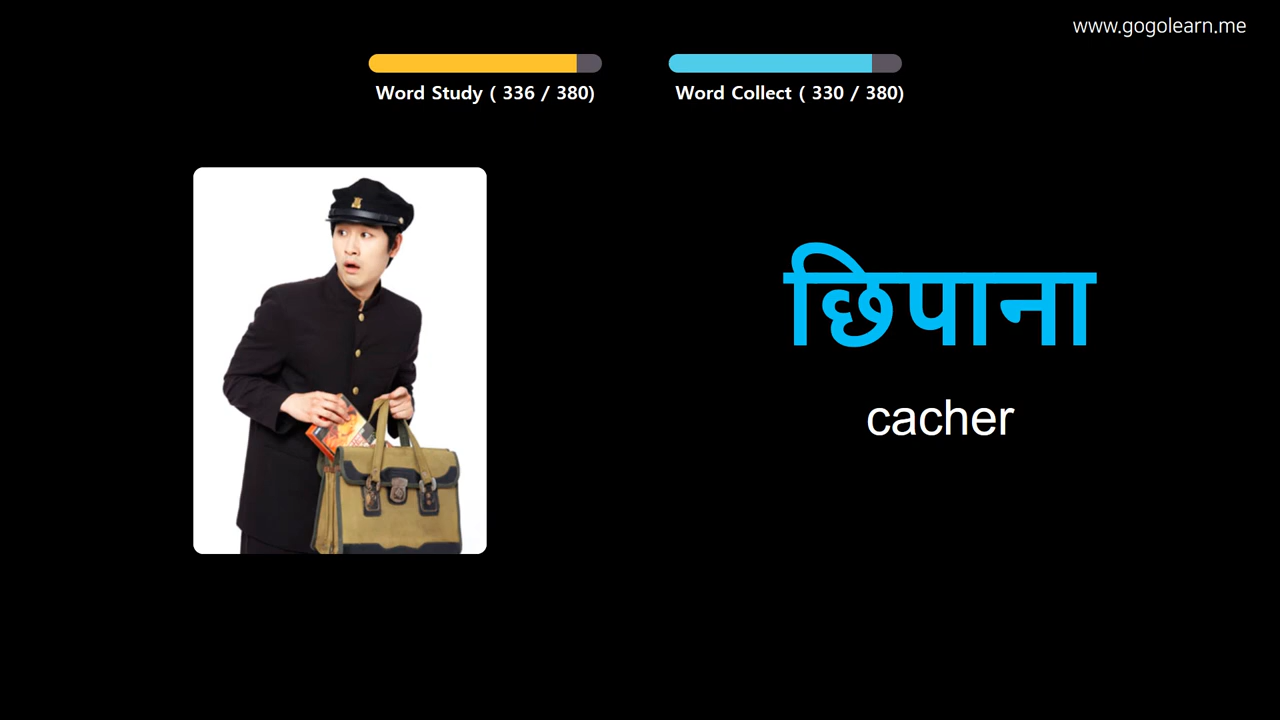 www.gogolearn.me
Word Study ( 336 / 380)
Word Collect ( 330 / 380)
छिपाना
cacher